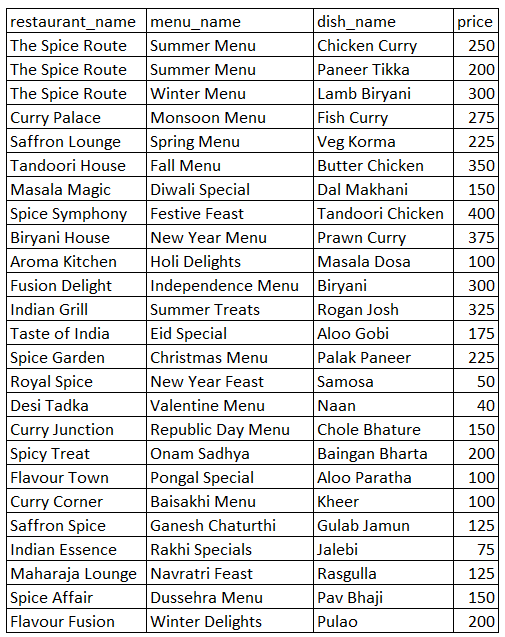 restaurant_name menu_name dish_name price
The Spice Route Summer Menu Chicken Curry 250
The Spice Route Summer Menu Paneer Tikka 200
The Spice Route Winter Menu Lamb Biryani 300
Curry Palace Monsoon Menu Fish Curry 275
Saffron Lounge Spring Menu Veg Korma 225
Tandoori House Fall Menu Butter Chicken 350
Masala Magic Diwali Special Dal Makhani 150
Spice Symphony Festive Feast Tandoori Chicken 400
Biryani House New Year Menu Prawn Curry 375
Aroma Kitchen Holi Delights Masala Dosa 100
Fusion Delight Independence Menu Biryani 300
Indian Grill Summer Treats Rogan Josh 325
Taste of India Eid Special Aloo Gobi 175
Spice Garden Christmas Menu Palak Paneer 225
Royal Spice New Year Feast Samosa 50
Desi Tadka Valentine Menu Naan 40
Curry Junction Republic Day Menu Chole Bhature 150
Spicy Treat Onam Sadhya Baingan Bharta 200
Flavour Town Pongal Special Aloo Paratha 100
Curry Corner Baisakhi Menu Kheer 100
Saffron Spice Ganesh Chaturthi Gulab Jamun 125
Indian Essence Rakhi Specials Jalebi 75
Maharaja Lounge Navratri Feast Rasgulla 125
Spice Affair Dussehra Menu Pav Bhaji 150
Flavour Fusion Winter Delights Pulao 200